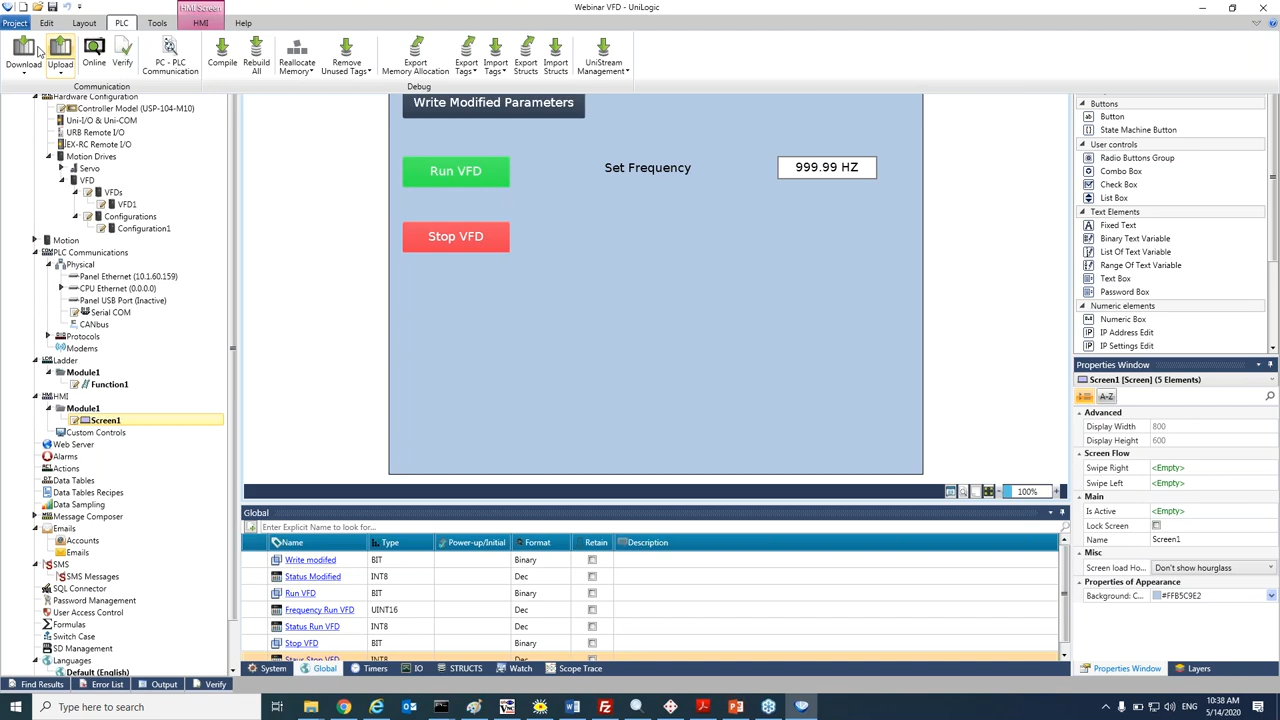 Webinar VFD - UniLogic
HMI Screen
Project Edit Layout PLC Tools HMI Help
Download Upload Online Verify PC - PLC Communication Compile Rebuild All Reallocate Memory Remove Unused Tags Export Memory Allocation Export Tags Import Tags Export Structs Import Structs UniStream Management
Communication Debug
Hardware Configuration
Controller Model (USP-104-M10)
Uni-I/O & Uni-COM
URB Remote I/O
EX-RC Remote I/O
Motion Drives
Servo
VFD
VFDs
VFD1
Configurations
Configuration1
Motion
PLC Communications
Physical
Panel Ethernet (10.1.60.159)
CPU Ethernet (0.0.0.0)
Panel USB Port (Inactive)
Serial COM
CANbus
Protocols
Modems
Ladder
Module1
Function1
HMI
Module1
Screen1
Custom Controls
Web Server
Alarms
Actions
Data Tables
Data Tables Recipes
Data Sampling
Message Composer
Emails
Accounts
Emails
SMS
SMS Messages
SQL Connector
Password Management
User Access Control
Formulas
Switch Case
SD Management
Languages
Default (English)
Find Results Error List Output Verify
Write Modified Parameters
Run VFD Set Frequency 999.99 HZ
Stop VFD
100%
Global
Enter Explicit Name to look for...
Name Type Power-up/Initial Format Retain Description
Write modifed BIT Binary
Status Modified INT8 Dec
Run VFD BIT Binary
Frequency Run VFD UINT16 Dec
Status Run VFD INT8 Dec
Stop VFD BIT Binary
Staus Stop VFD INT8 Dec
System Global Timers IO STRUCTS Watch Scope Trace
Buttons
ab Button
State Machine Button
User controls
Radio Buttons Group
Combo Box
Check Box
List Box
Text Elements
A Fixed Text
Binary Text Variable
List Of Text Variable
Range Of Text Variable
Text Box
Password Box
Numeric elements
Numeric Box
IP IP Address Edit
IP IP Settings Edit
Properties Window
Screen1 [Screen] (5 Elements)
A-Z
Advanced
Display Width 800
Display Height 600
Screen Flow
Swipe Right <Empty>
Swipe Left <Empty>
Main
Is Active <Empty>
Lock Screen
Name Screen1
Misc
Screen load Ho... Don't show hourglass
Properties of Appearance
Background: C... #FFB5C9E2
Properties Window Layers
Type here to search
ENG
10:38 AM
5/14/2020